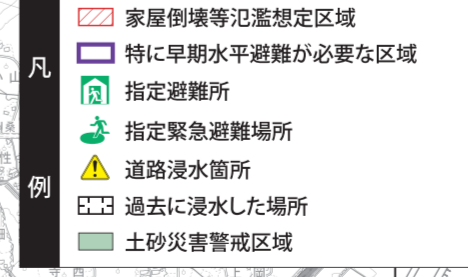 凡例
家屋倒壊等氾濫想定区域
特に早期水平避難が必要な区域
指定避難所
指定緊急避難場所
道路浸水箇所
過去に浸水した場所
土砂災害警戒区域